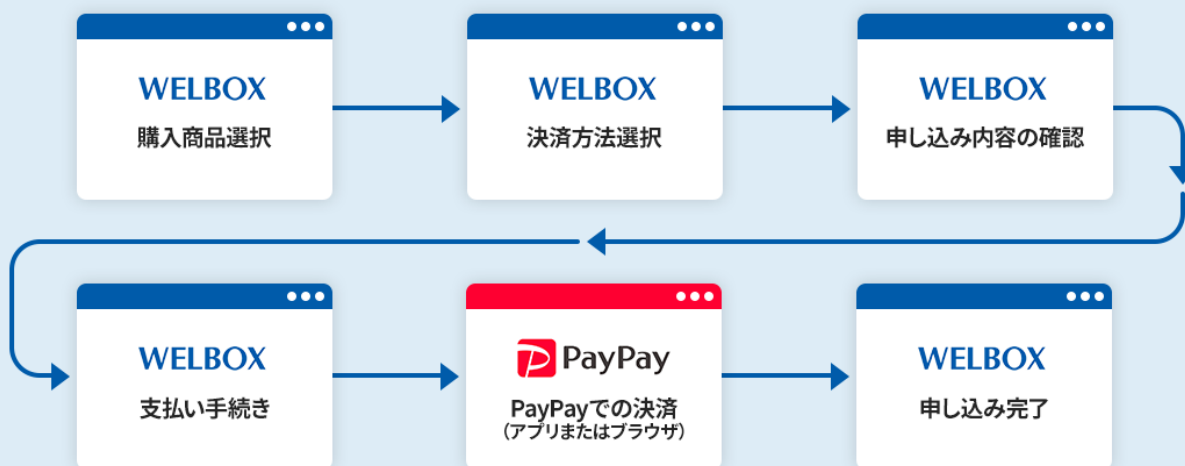 WELBOX
購入商品選択
WELBOX
決済方法選択
WELBOX
申し込み内容の確認
WELBOX
支払い手続き
PayPay
PayPayでの決済
（アプリまたはブラウザ）
WELBOX
申し込み完了